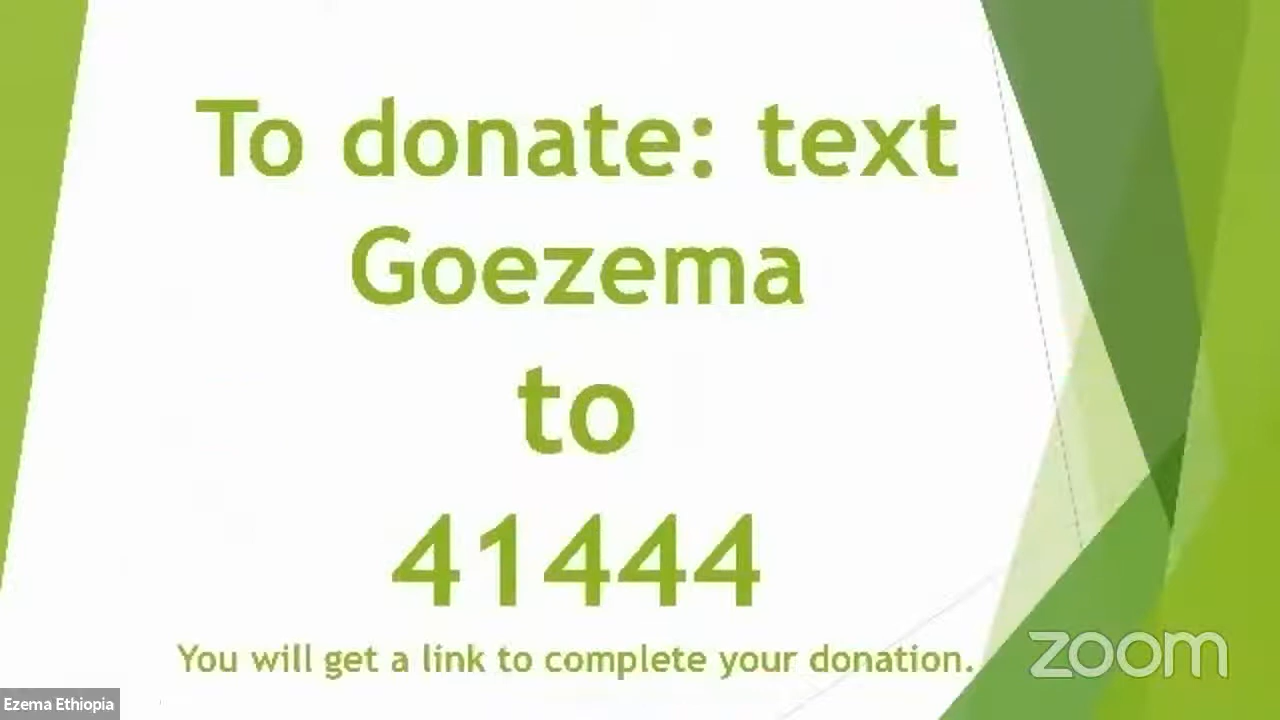 To donate: text
Goezema
to
41444
You will get a link to complete your donation.
zoom
Ezema Ethiopia